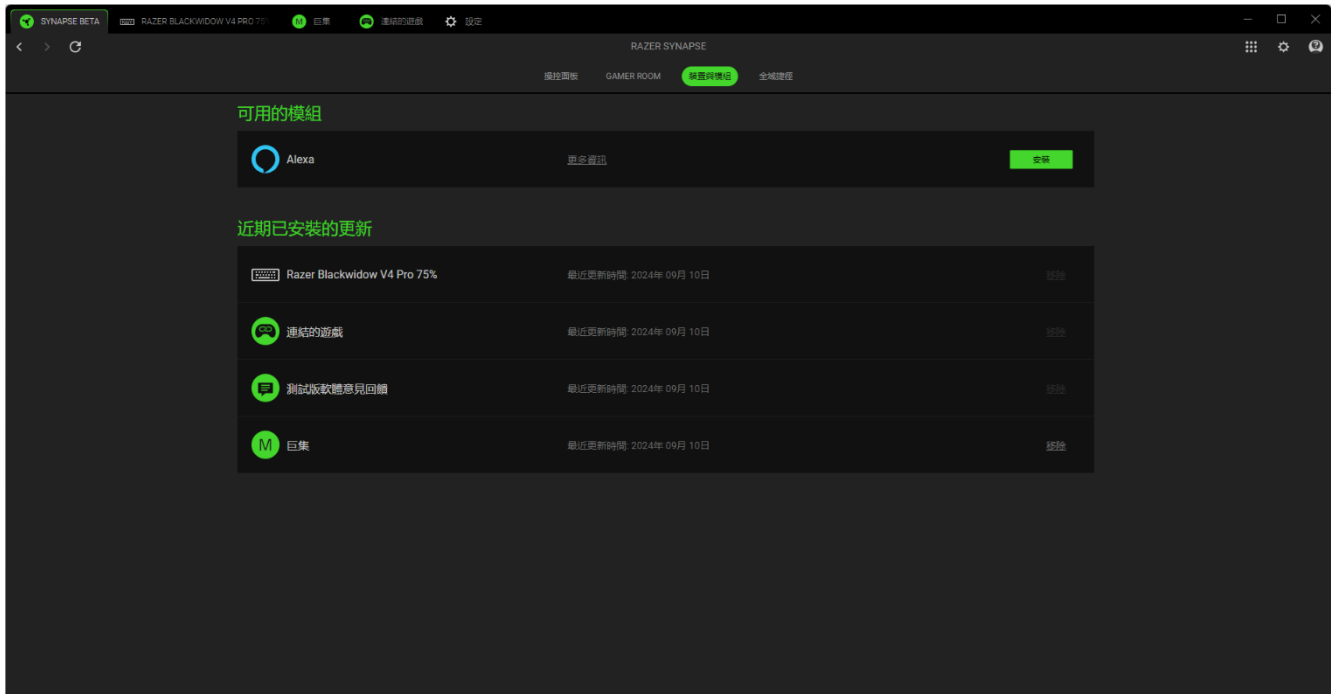 SYNAPSE BETA
RAZER BLACKWIDOW V4 PRO 75%
巨集
連結的遊戲
設定
RAZER SYNAPSE
操控面板
GAMER ROOM
裝置與模組
全域捷徑
可用的模組
Alexa
更多資訊
安裝
近期已安裝的更新
Razer Blackwidow V4 Pro 75%
最近更新時間: 2024年 09月 10日
移除
連結的遊戲
最近更新時間: 2024年 09月 10日
移除
測試版軟體意見回饋
最近更新時間: 2024年 09月 10日
移除
M
巨集
最近更新時間: 2024年 09月 10日
移除